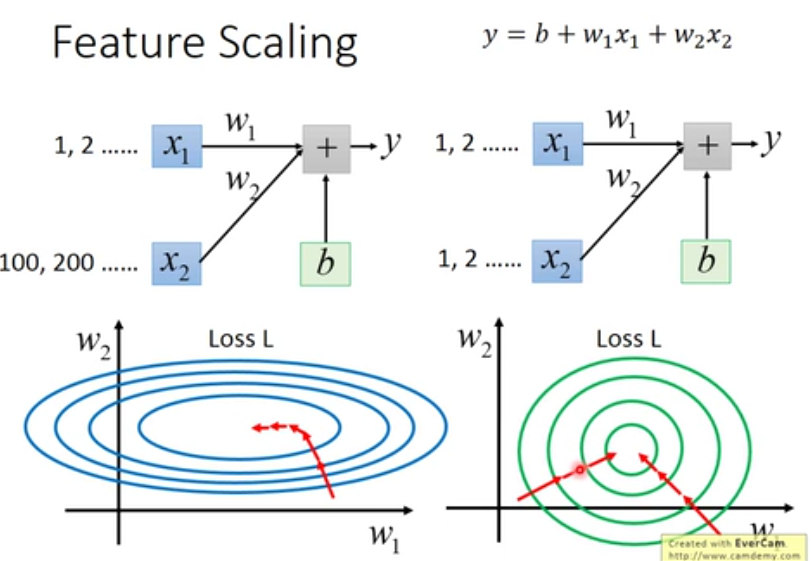 Feature Scaling
y = b + w₁x₁ + w₂x₂
1, 2 ......
x₁
w₁
+
y
w₂
100, 200 ......
x₂
b
1, 2 ......
x₁
w₁
+
y
w₂
1, 2 ......
x₂
b
w₂
Loss L
w₁
w₂
Loss L
Created with EverCam.
http://www.camdemy.com